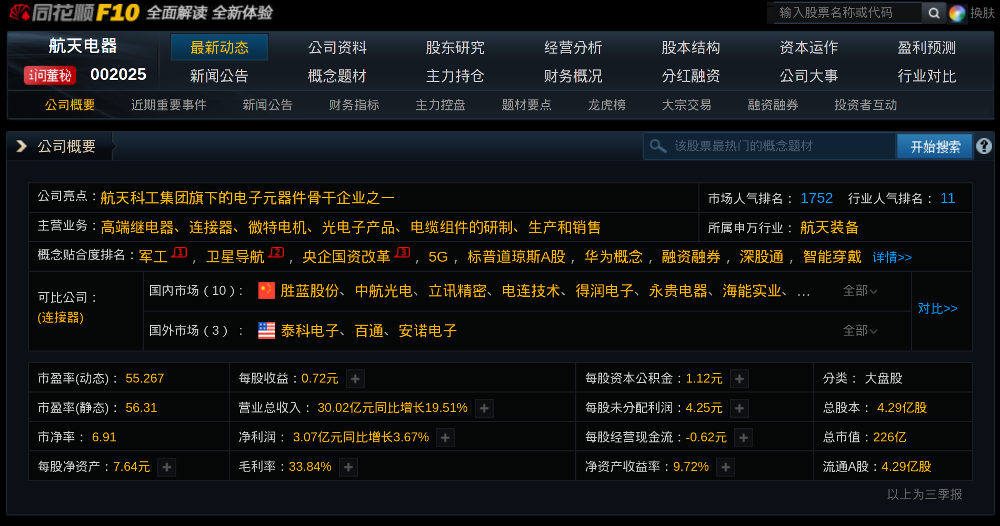 同花顺F10 全面解读 全新体验
输入股票名称或代码 换肤
航天电器
i问董秘 002025
最新动态 公司资料 股东研究 经营分析 股本结构 资本运作 盈利预测
新闻公告 概念题材 主力持仓 财务概况 分红融资 公司大事 行业对比
公司概要 近期重要事件 新闻公告 财务指标 主力控盘 题材要点 龙虎榜 大宗交易 融资融券 投资者互动
公司概要 该股票最热门的概念题材 开始搜索 ?
公司亮点：航天科工集团旗下的电子元器件骨干企业之一 市场人气排名：1752 行业人气排名：11
主营业务：高端继电器、连接器、微特电机、光电子产品、电缆组件的研制、生产和销售 所属申万行业：航天装备
概念贴合度排名：军工1，卫星导航2，央企国资改革3，5G，标普道琼斯A股，华为概念，融资融券，深股通，智能穿戴 详情>>
可比公司：
(连接器)
国内市场（10）： 胜蓝股份、中航光电、立讯精密、电连技术、得润电子、永贵电器、海能实业、… 全部
对比>>
国外市场（3）： 泰科电子、百通、安诺电子 全部
市盈率(动态)：55.267 每股收益：0.72元 每股资本公积金：1.12元 分类：大盘股
市盈率(静态)：56.31 营业总收入：30.02亿元同比增长19.51% 每股未分配利润：4.25元 总股本：4.29亿股
市净率：6.91 净利润：3.07亿元同比增长3.67% 每股经营现金流：-0.62元 总市值：226亿
每股净资产：7.64元 毛利率：33.84% 净资产收益率：9.72% 流通A股：4.29亿股
以上为三季报